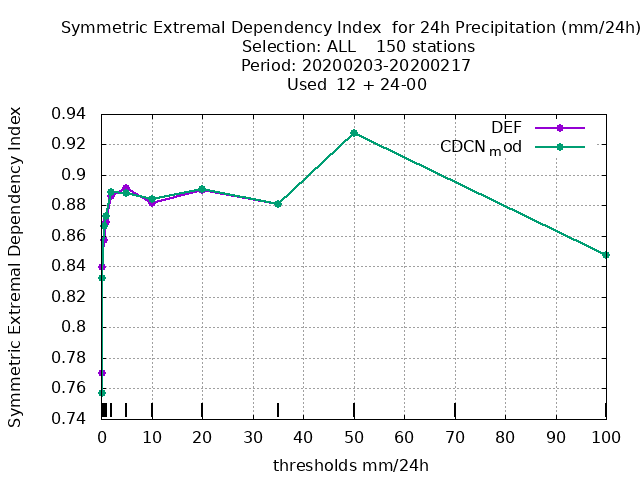 Symmetric Extremal Dependency Index  for 24h Precipitation (mm/24h)
Selection: ALL    150 stations
Period: 20200203-20200217
Used  12 + 24-00
Symmetric Extremal Dependency Index
0.94
0.92
0.9
0.88
0.86
0.84
0.82
0.8
0.78
0.76
0.74
DEF
CDCN_mod
0 10 20 30 40 50 60 70 80 90 100
thresholds mm/24h